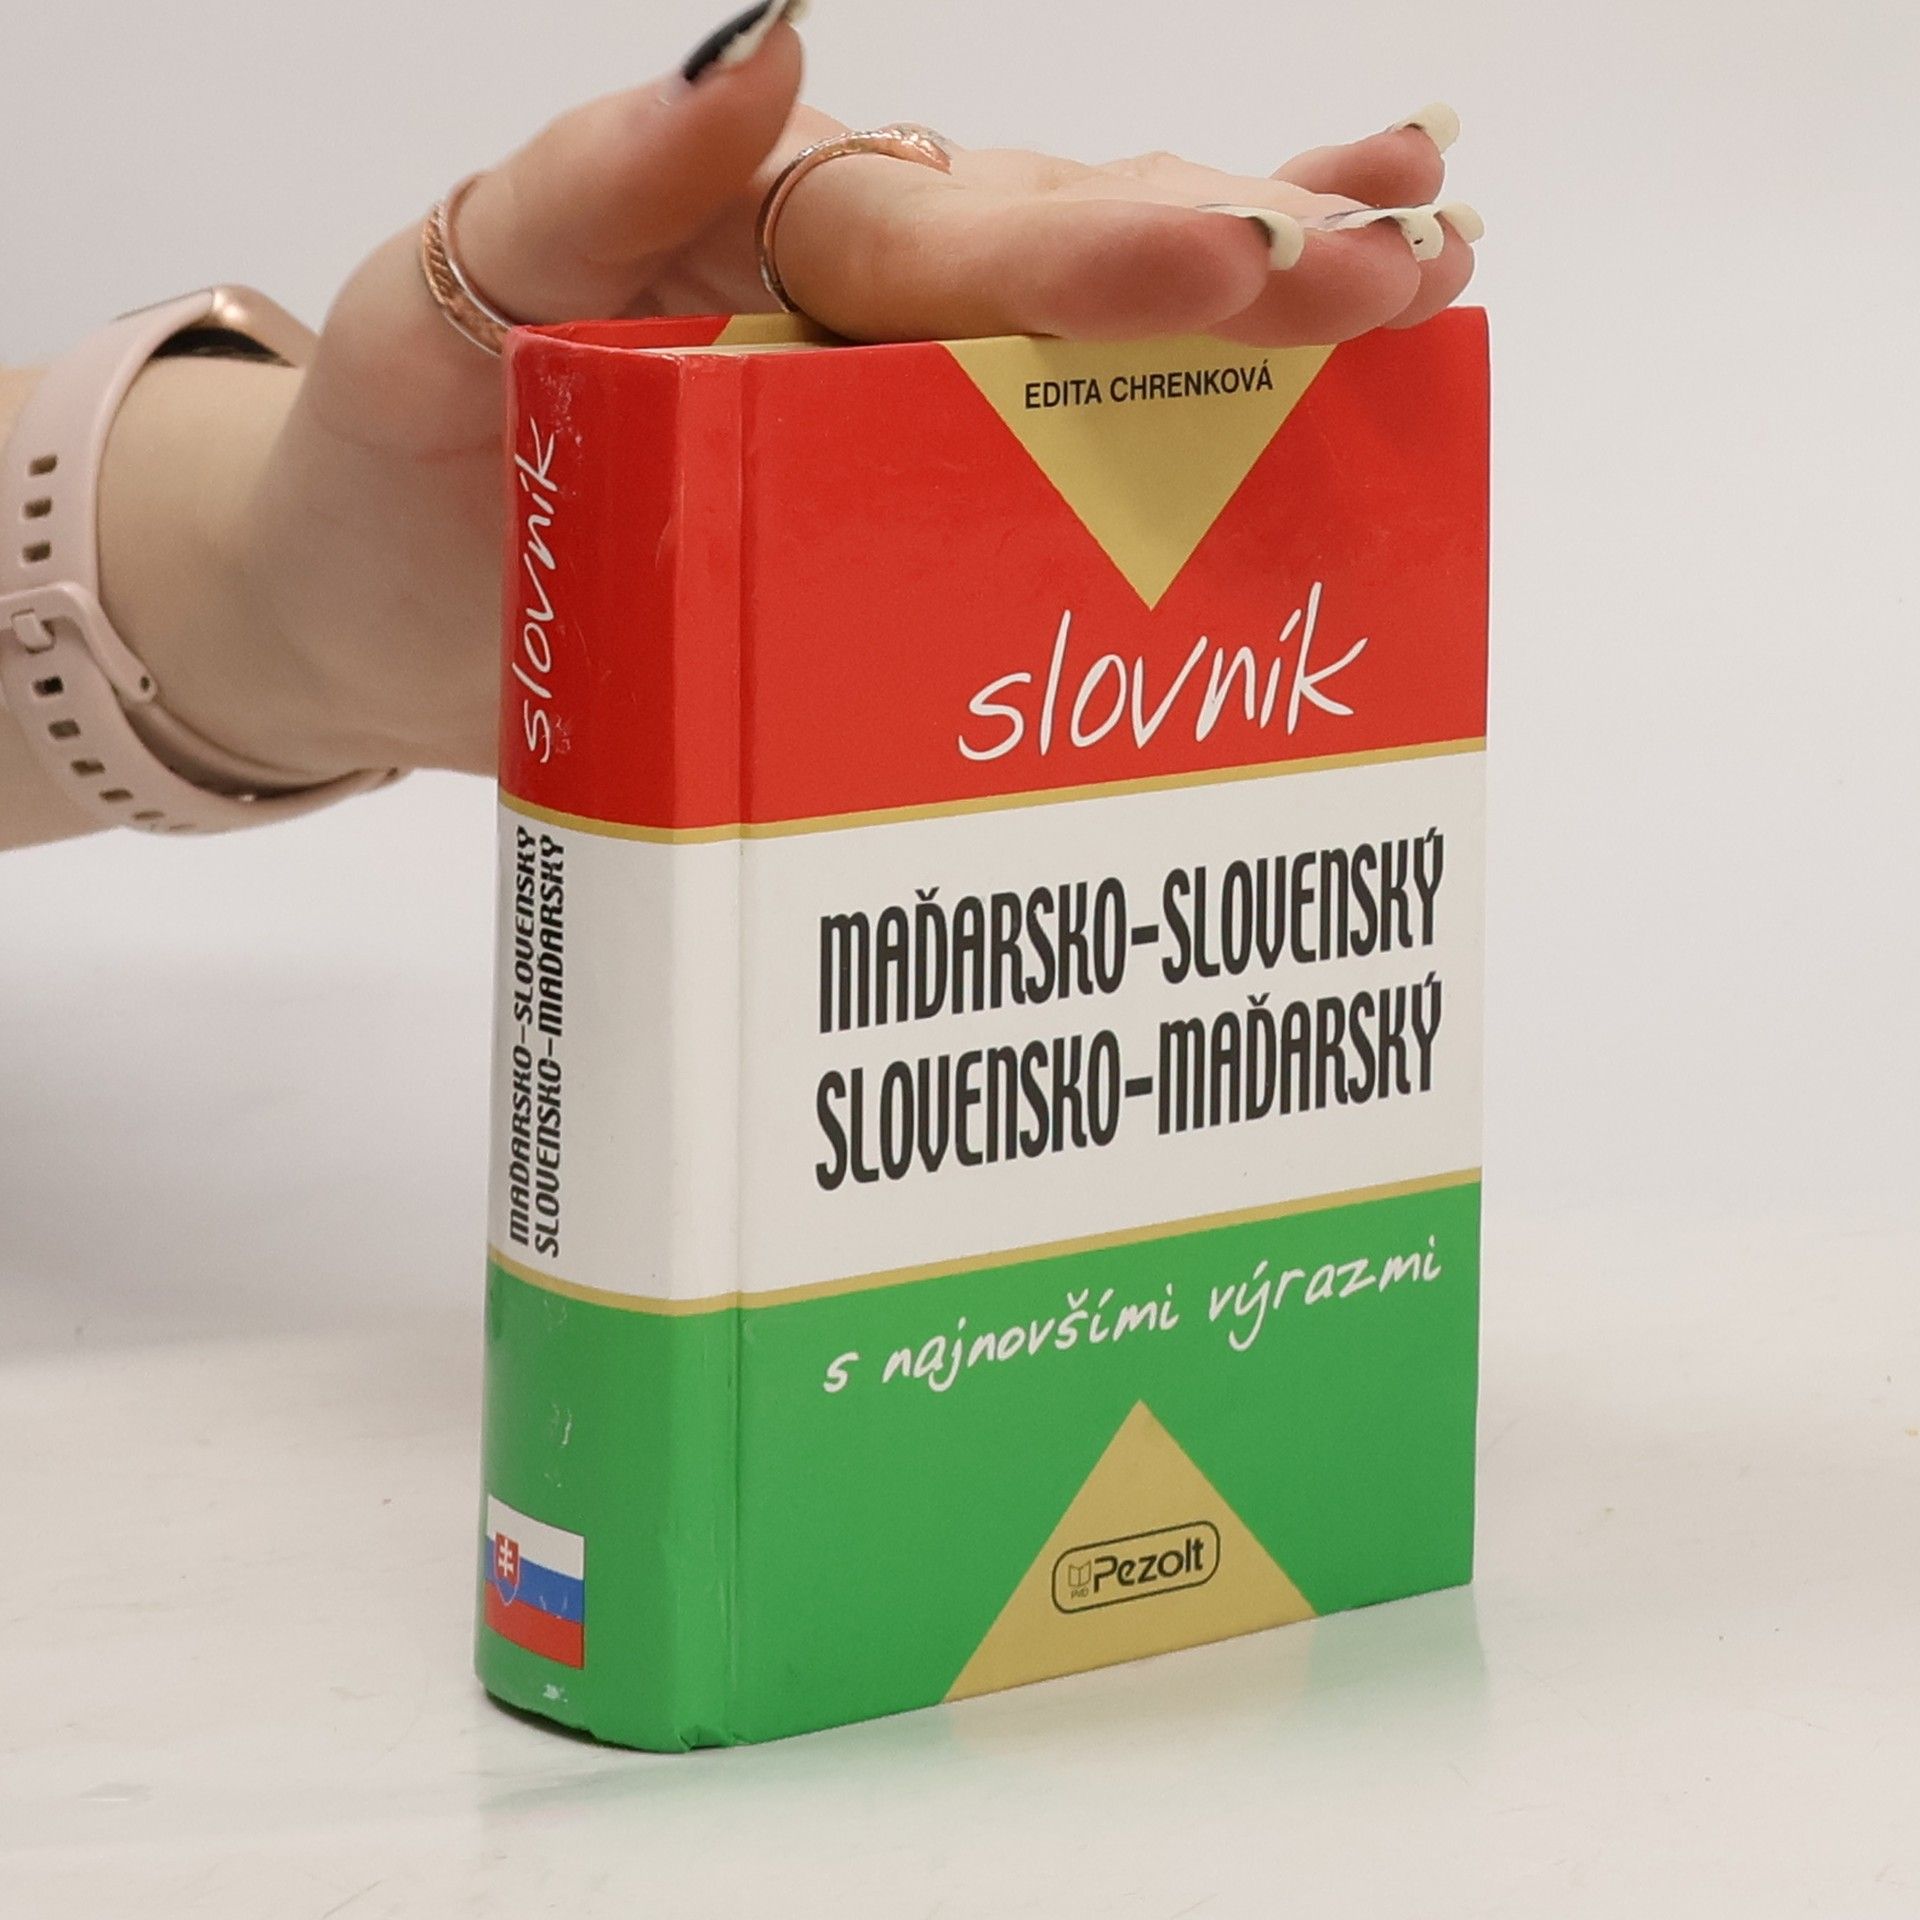 EDITA CHRENKOVÁ
slovník
MAĎARSKO-SLOVENSKÝ
SLOVENSKO-MAĎARSKÝ
s najnovšími výrazmi
Pezolt
slovník
MAĎARSKO-SLOVENSKÝ
SLOVENSKO-MAĎARSKÝ